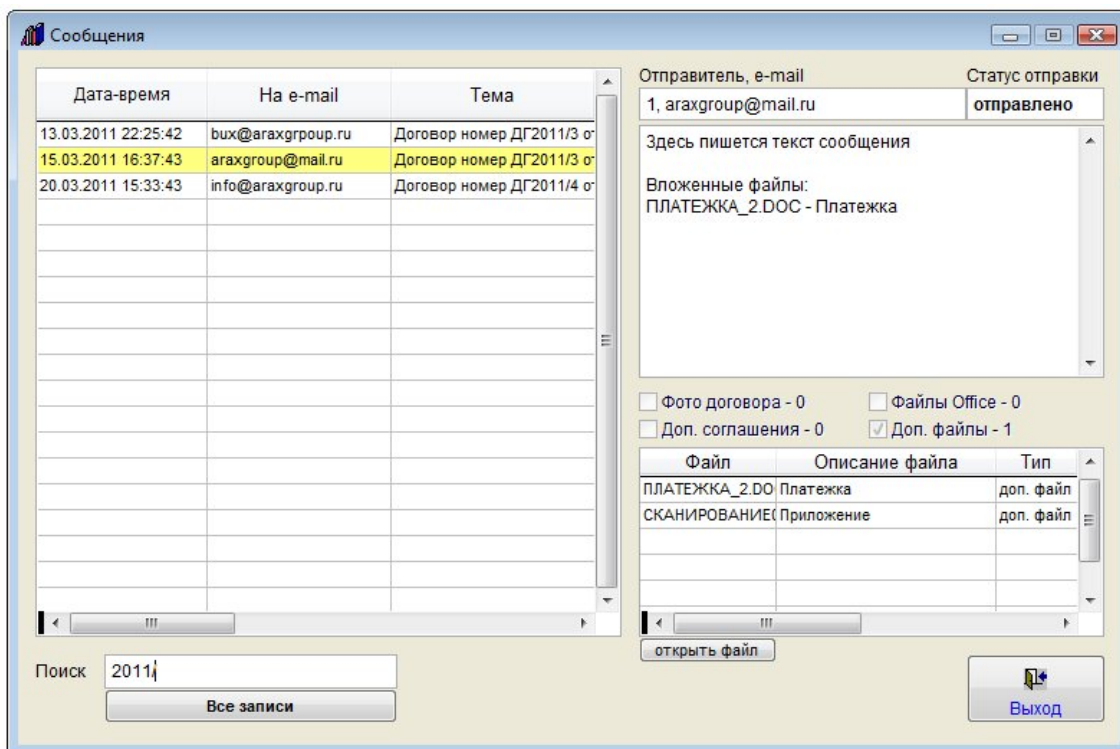 Сообщения
Дата-время На e-mail Тема
13.03.2011 22:25:42 bux@araxgrpoup.ru Договор номер ДГ2011/3 о
15.03.2011 16:37:43 araxgroup@mail.ru Договор номер ДГ2011/3 о
20.03.2011 15:33:43 info@araxgroup.ru Договор номер ДГ2011/4 о
Поиск 2011/
Все записи
Отправитель, e-mail Статус отправки
1, araxgroup@mail.ru отправлено
Здесь пишется текст сообщения
Вложенные файлы:
ПЛАТЕЖКА_2.DOC - Платежка
Фото договора - 0 Файлы Office - 0
Доп. соглашения - 0 Доп. файлы - 1
Файл Описание файла Тип
ПЛАТЕЖКА_2.DO Платежка доп. файл
СКАНИРОВАНИЕ Приложение доп. файл
открыть файл
Выход